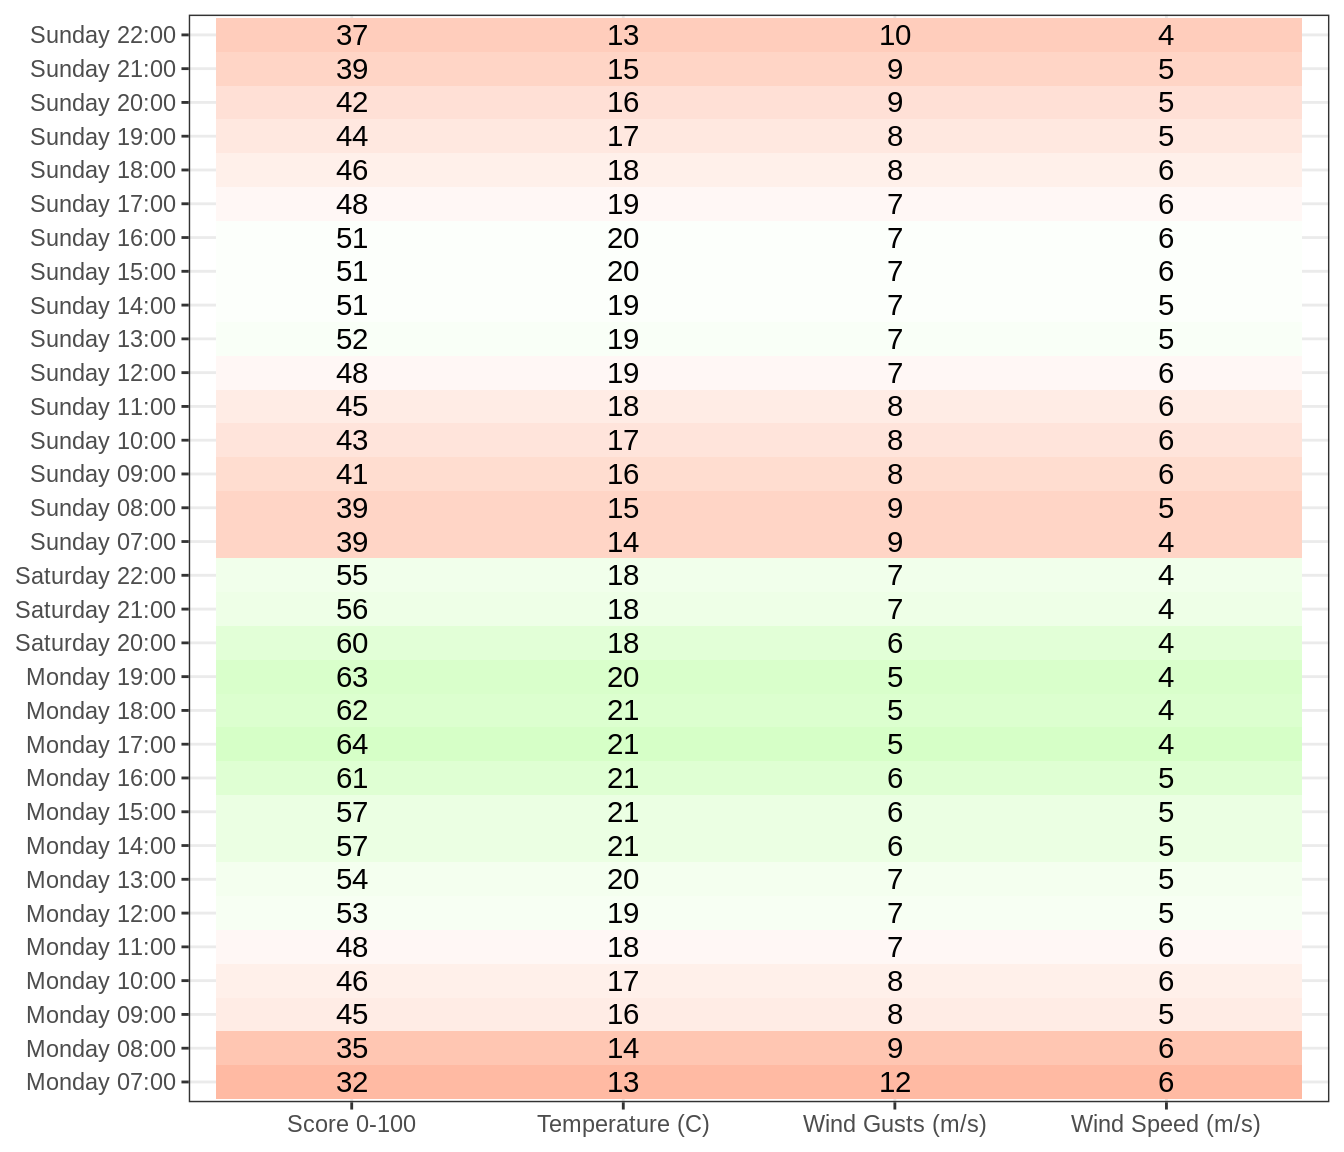 Sunday 22:00 37 13 10 4
Sunday 21:00 39 15 9 5
Sunday 20:00 42 16 9 5
Sunday 19:00 44 17 8 5
Sunday 18:00 46 18 8 6
Sunday 17:00 48 19 7 6
Sunday 16:00 51 20 7 6
Sunday 15:00 51 20 7 6
Sunday 14:00 51 19 7 5
Sunday 13:00 52 19 7 5
Sunday 12:00 48 19 7 6
Sunday 11:00 45 18 8 6
Sunday 10:00 43 17 8 6
Sunday 09:00 41 16 8 6
Sunday 08:00 39 15 9 5
Sunday 07:00 39 14 9 4
Saturday 22:00 55 18 7 4
Saturday 21:00 56 18 7 4
Saturday 20:00 60 18 6 4
Monday 19:00 63 20 5 4
Monday 18:00 62 21 5 4
Monday 17:00 64 21 5 4
Monday 16:00 61 21 6 5
Monday 15:00 57 21 6 5
Monday 14:00 57 21 6 5
Monday 13:00 54 20 7 5
Monday 12:00 53 19 7 5
Monday 11:00 48 18 7 6
Monday 10:00 46 17 8 6
Monday 09:00 45 16 8 5
Monday 08:00 35 14 9 6
Monday 07:00 32 13 12 6
Score 0-100 Temperature (C) Wind Gusts (m/s) Wind Speed (m/s)